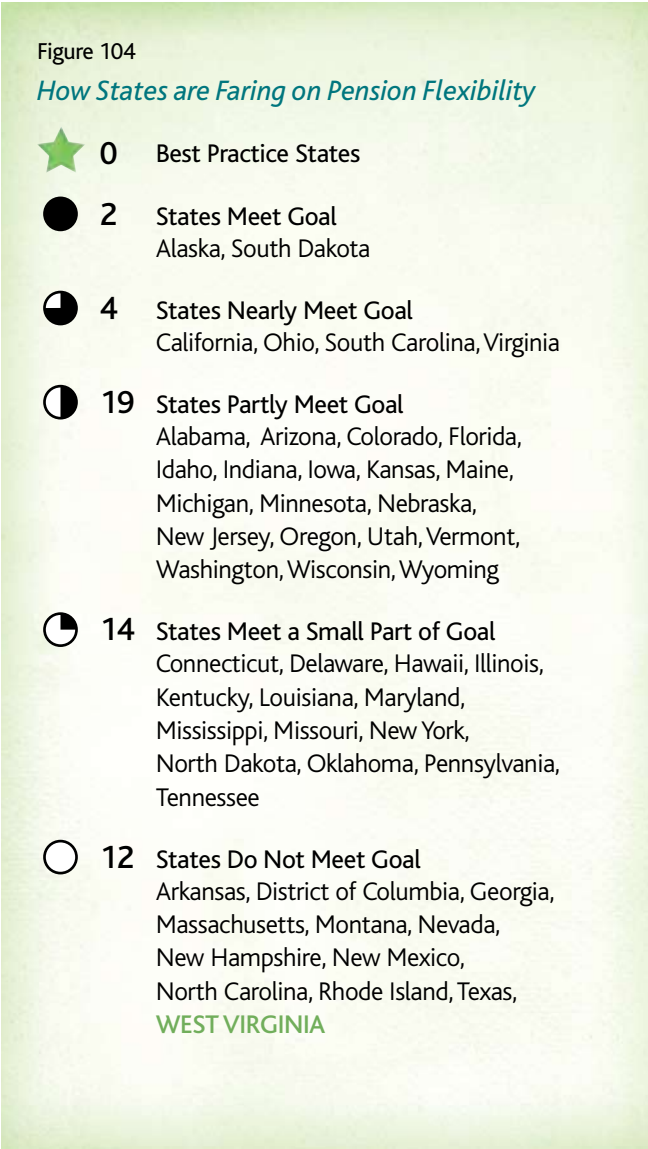 Figure 104
How States are Faring on Pension Flexibility
0 Best Practice States
2 States Meet Goal
Alaska, South Dakota
4 States Nearly Meet Goal
California, Ohio, South Carolina, Virginia
19 States Partly Meet Goal
Alabama, Arizona, Colorado, Florida,
Idaho, Indiana, Iowa, Kansas, Maine,
Michigan, Minnesota, Nebraska,
New Jersey, Oregon, Utah, Vermont,
Washington, Wisconsin, Wyoming
14 States Meet a Small Part of Goal
Connecticut, Delaware, Hawaii, Illinois,
Kentucky, Louisiana, Maryland,
Mississippi, Missouri, New York,
North Dakota, Oklahoma, Pennsylvania,
Tennessee
12 States Do Not Meet Goal
Arkansas, District of Columbia, Georgia,
Massachusetts, Montana, Nevada,
New Hampshire, New Mexico,
North Carolina, Rhode Island, Texas,
WEST VIRGINIA